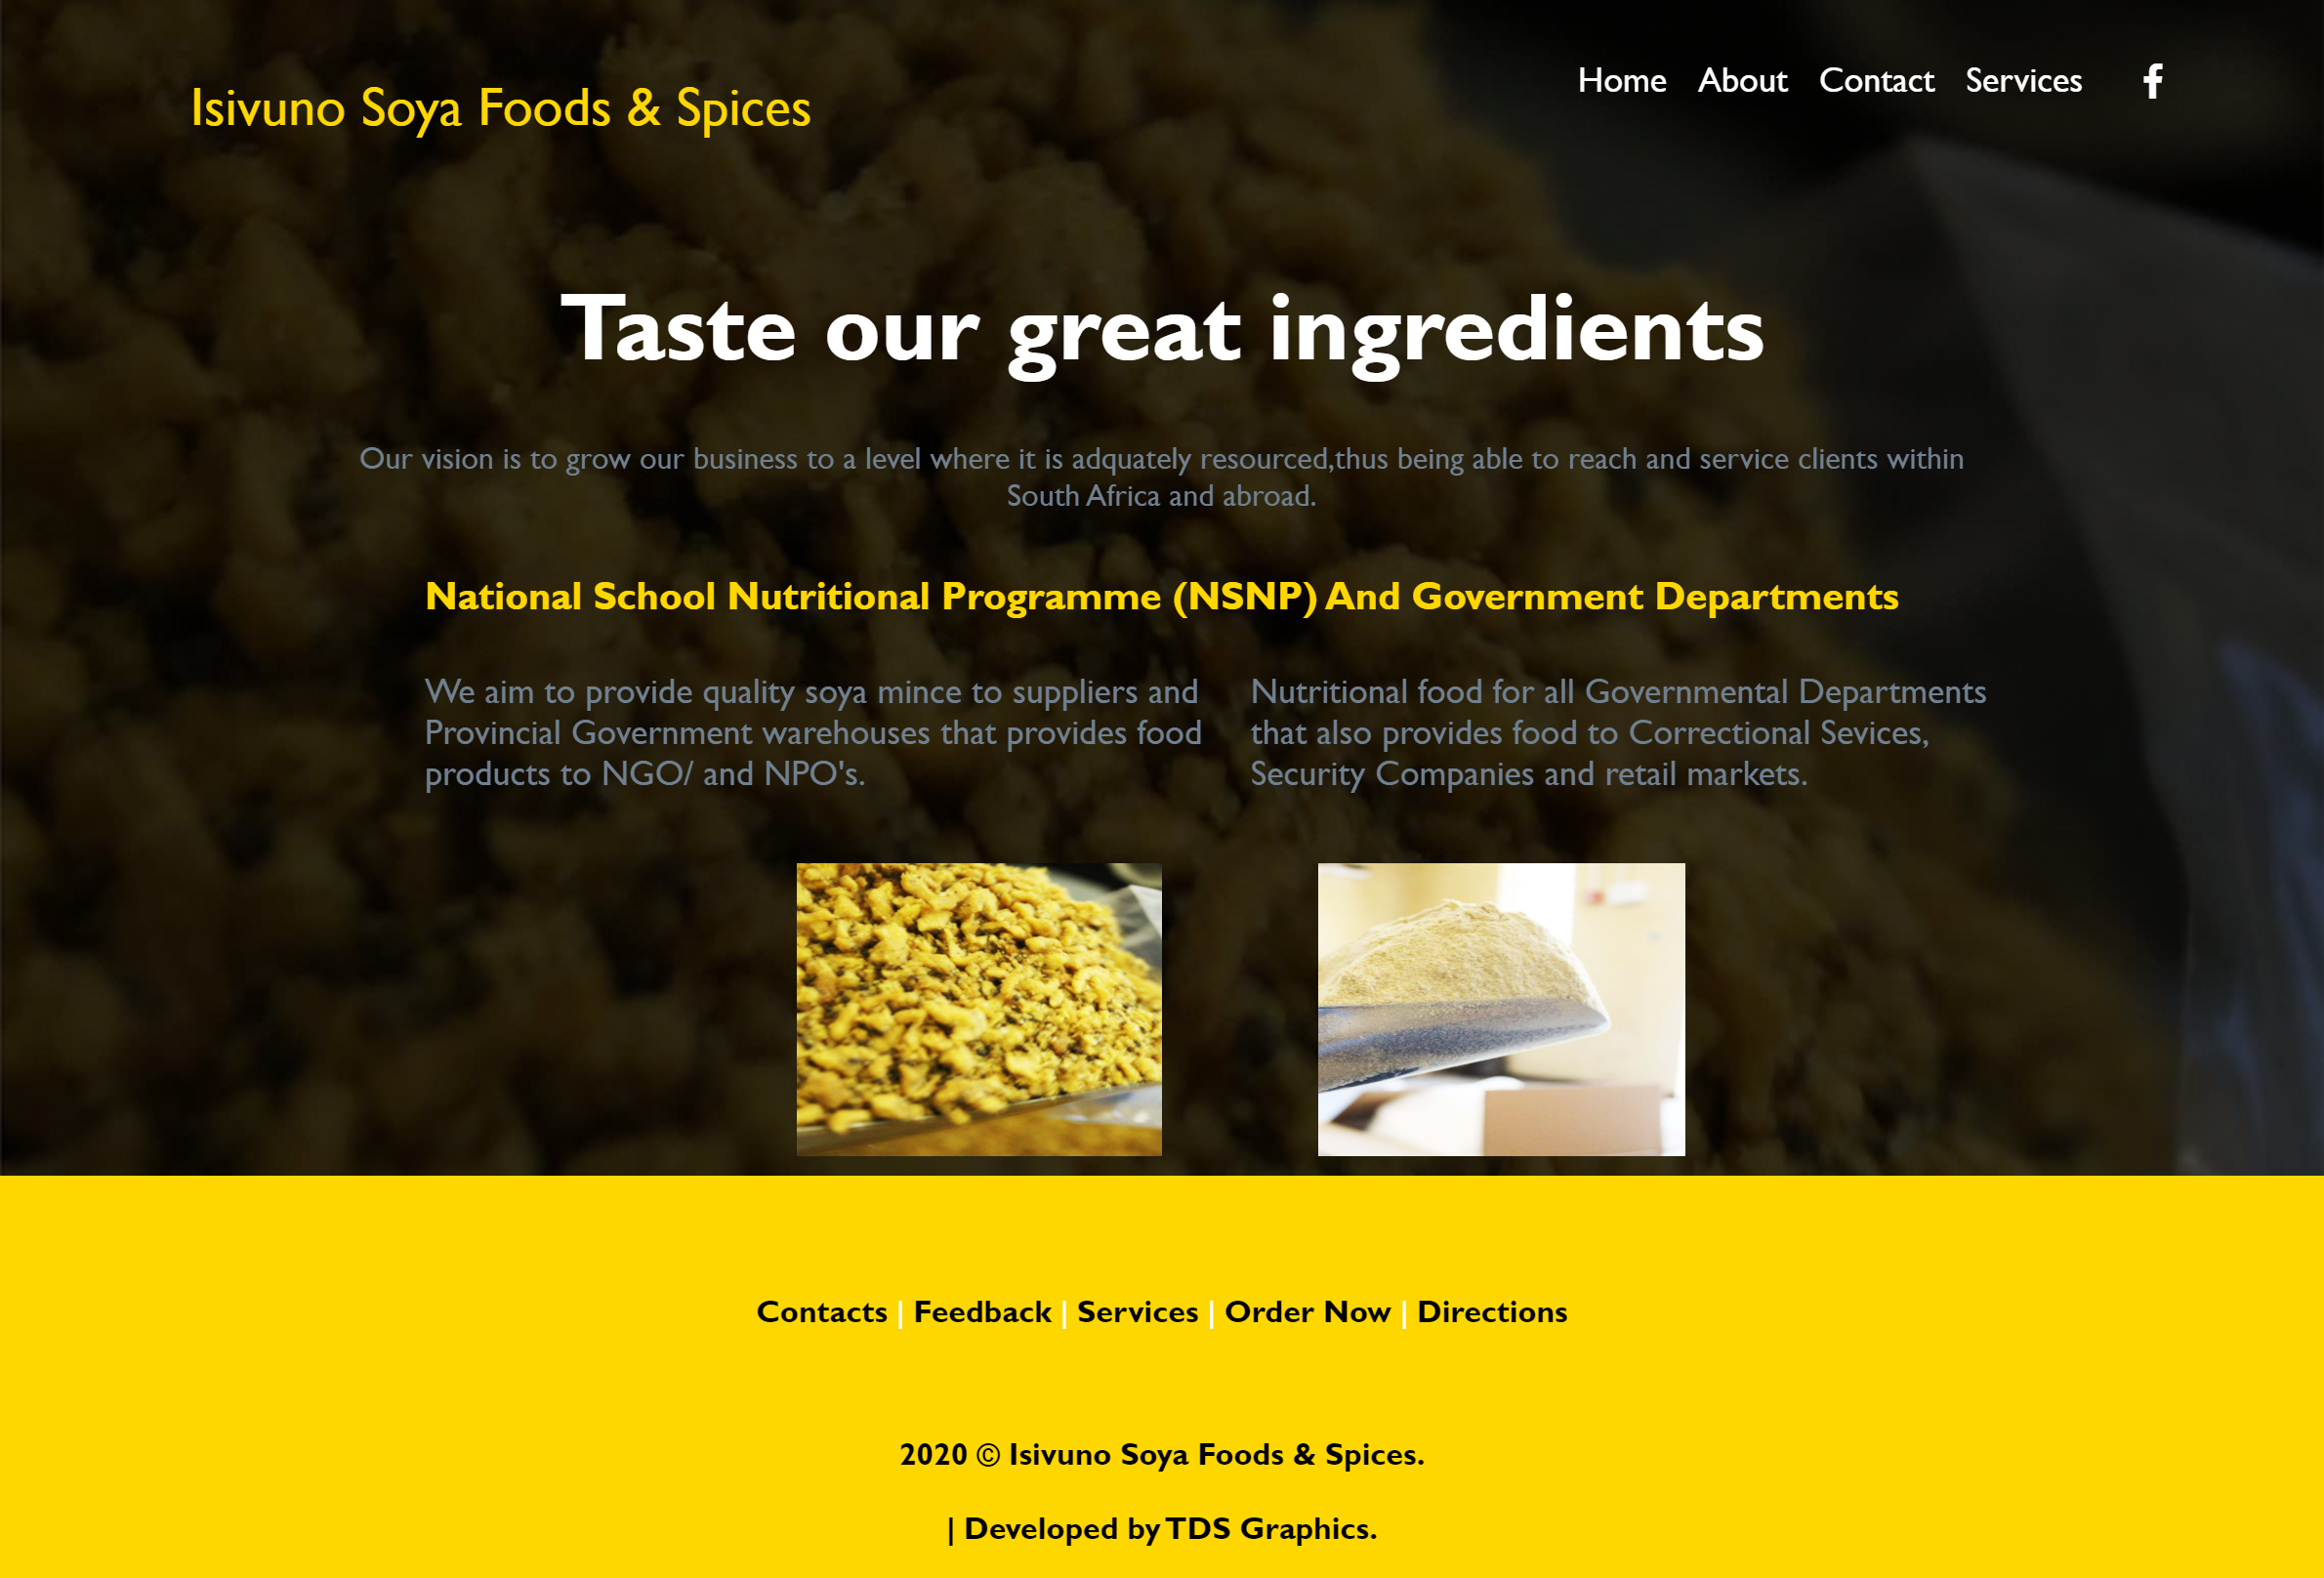 Isivuno Soya Foods & Spices
Home About Contact Services
Taste our great ingredients
Our vision is to grow our business to a level where it is adquately resourced,thus being able to reach and service clients within
South Africa and abroad.
National School Nutritional Programme (NSNP) And Government Departments
We aim to provide quality soya mince to suppliers and
Provincial Government warehouses that provides food
products to NGO/ and NPO's.
Nutritional food for all Governmental Departments
that also provides food to Correctional Sevices,
Security Companies and retail markets.
Contacts | Feedback | Services | Order Now | Directions
2020 © Isivuno Soya Foods & Spices.
| Developed by TDS Graphics.